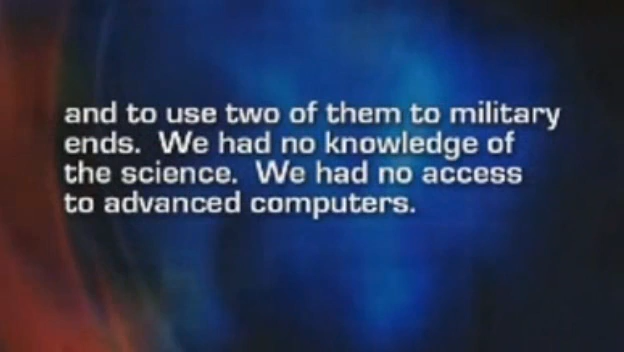 and to use two of them to military
ends.  We had no knowledge of
the science.  We had no access
to advanced computers.